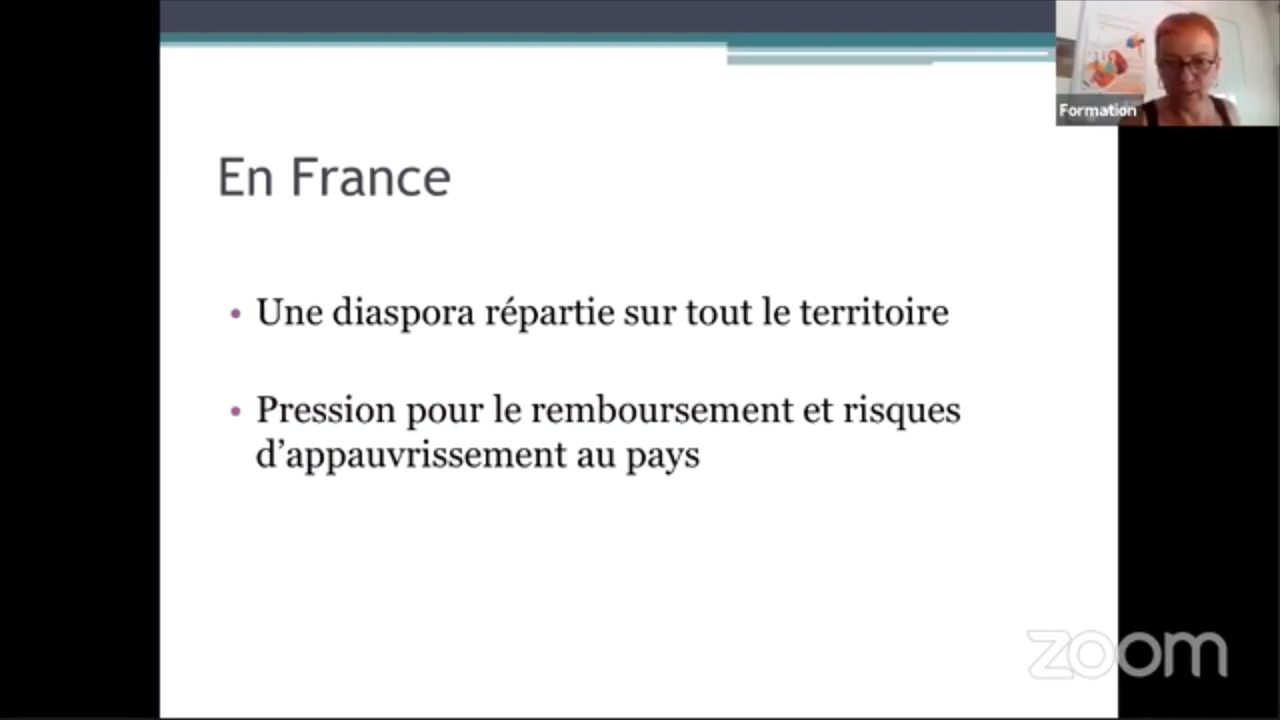 Formation
En France
• Une diaspora répartie sur tout le territoire
• Pression pour le remboursement et risques
d’appauvrissement au pays
zoom